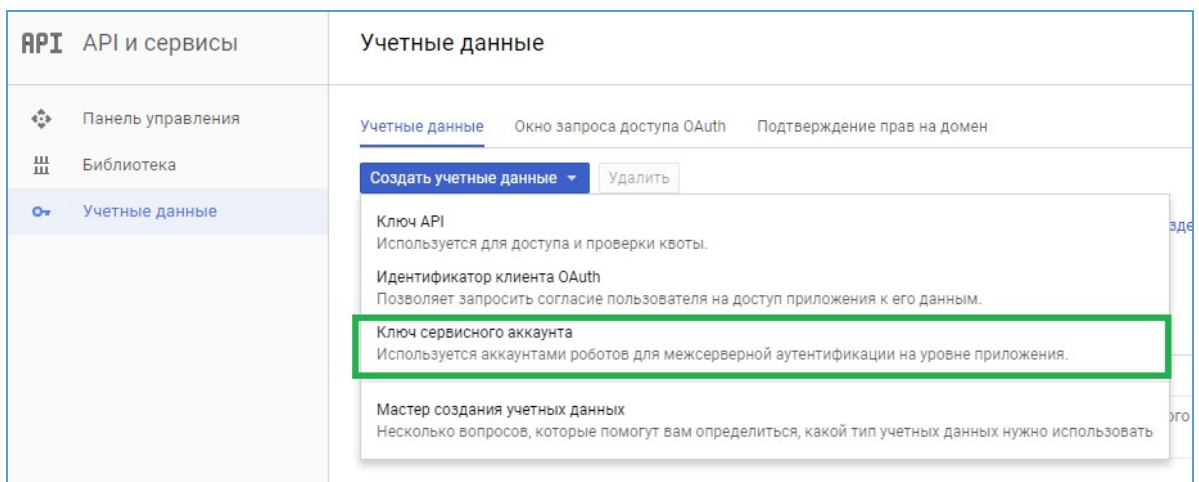 API API и сервисы
Учетные данные
Панель управления
Библиотека
Учетные данные
Учетные данные Окно запроса доступа OAuth Подтверждение прав на домен
Создать учетные данные Удалить
Ключ API
Используется для доступа и проверки квоты.
Идентификатор клиента OAuth
Позволяет запросить согласие пользователя на доступ приложения к его данным.
Ключ сервисного аккаунта
Используется аккаунтами роботов для межсерверной аутентификации на уровне приложения.
Мастер создания учетных данных
Несколько вопросов, которые помогут вам определиться, какой тип учетных данных нужно использовать